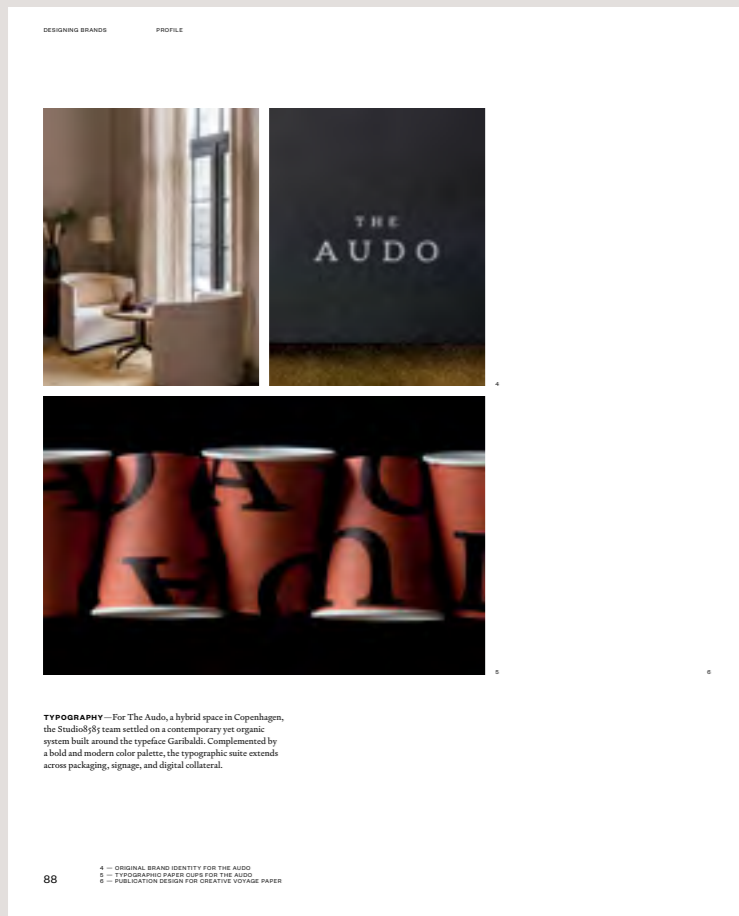 DESIGNING BRANDS
PROFILE
THE
AUDO
4
A
U
A
U
A
U
D
5
6
TYPOGRAPHY—For The Audo, a hybrid space in Copenhagen,
the Studio8585 team settled on a contemporary yet organic
system built around the typeface Garibaldi. Complemented by
a bold and modern color palette, the typographic suite extends
across packaging, signage, and digital collateral.
88
4 — ORIGINAL BRAND IDENTITY FOR THE AUDO
5 — TYPOGRAPHIC PAPER CUPS FOR THE AUDO
6 — PUBLICATION DESIGN FOR CREATIVE VOYAGE PAPER